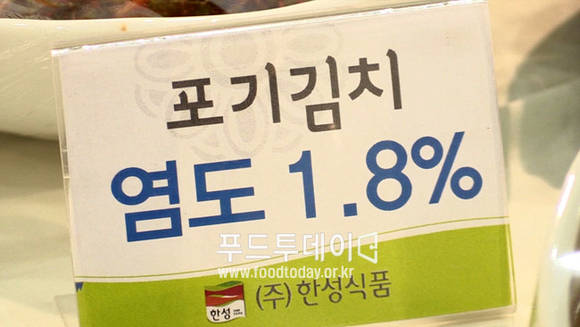 포기김치
염도 1.8%
푸드투데이
www.foodtoday.or.kr
한성 (주)한성식품